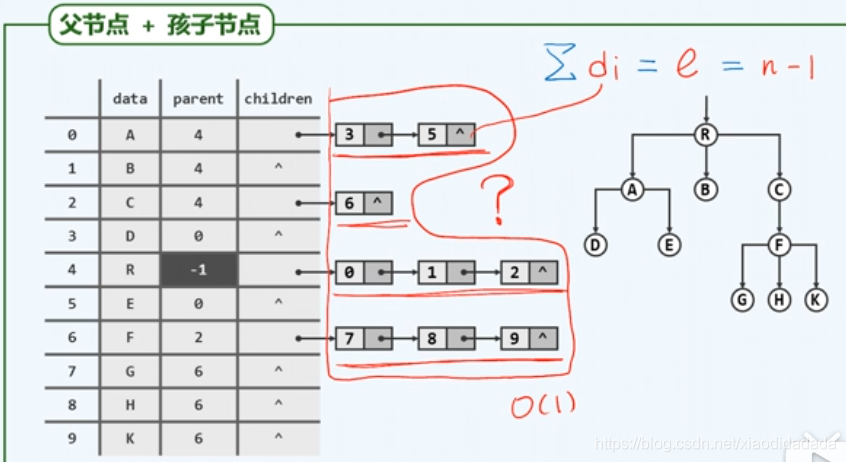 父节点 + 孩子节点
∑ di = e = n-1
data parent children
0 A 4 3 5 ^
1 B 4 ^
2 C 4 6 ^
3 D 0 ^
4 R -1 0 1 2 ^
5 E 0 ^
6 F 2 7 8 9 ^
7 G 6 ^
8 H 6 ^
9 K 6 ^
?
O(1)
R
A B C
D E F
G H K
https://blog.csdn.net/xiaodidadada